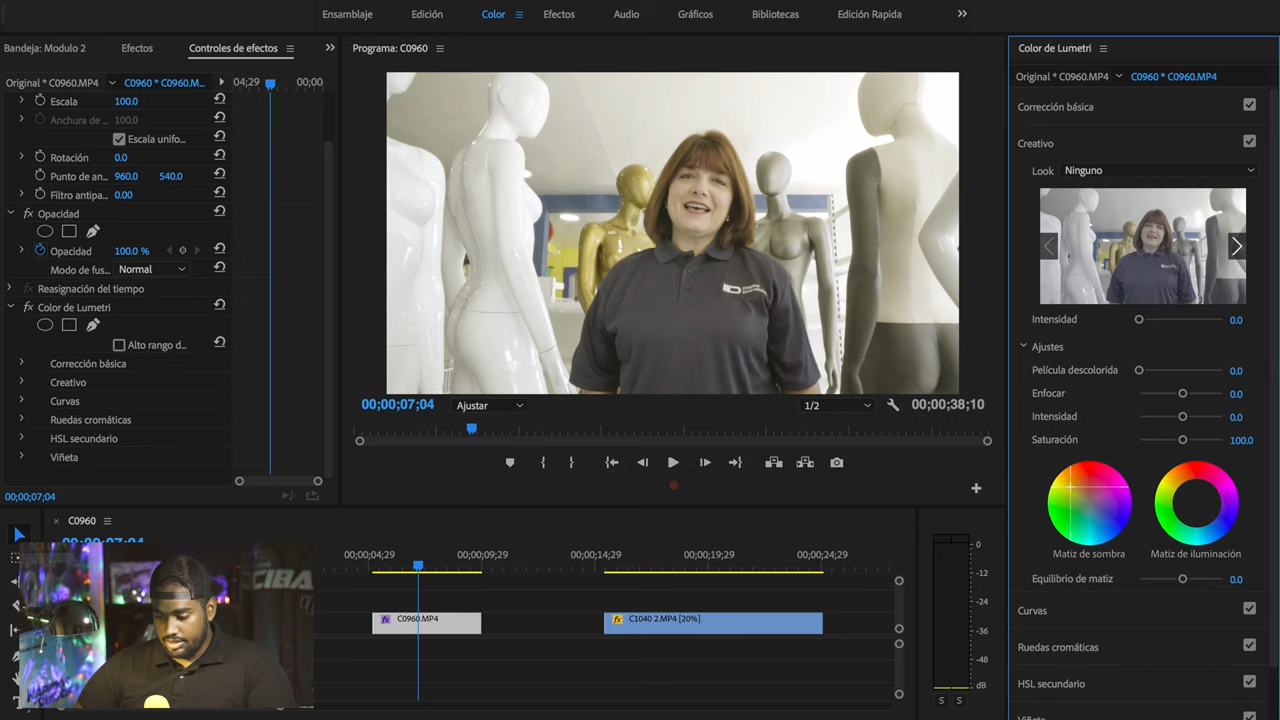 Ensamblaje Edición Color Efectos Audio Gráficos Bibliotecas Edición Rapida
Bandeja: Modulo 2 Efectos Controles de efectos
Original * C0960.MP4 C0960 * C0960.M... 04;29 00;00
Escala 100.0
Anchura de ... 100.0
Escala unifo...
Rotación 0.0
Punto de an... 960.0 540.0
Filtro antipa... 0.00
fx Opacidad
Opacidad 100.0 %
Modo de fus... Normal
fx Reasignación del tiempo
fx Color de Lumetri
Alto rango d...
Corrección básica
Creativo
Curvas
Ruedas cromáticas
HSL secundario
Viñeta
00;00;07;04
Programa: C0960
00;00;07;04 Ajustar 1/2 00;00;38;10
Color de Lumetri
Original * C0960.MP4 C0960 * C0960.MP4
Corrección básica
Creativo
Look Ninguno
Intensidad 0.0
Ajustes
Película descolorida 0.0
Enfocar 0.0
Intensidad 0.0
Saturación 100.0
Matiz de sombra Matiz de iluminación
Equilibrio de matiz 0.0
Curvas
Ruedas cromáticas
HSL secundario
Viñeta
× C0960
00;00;04;29 00;00;09;29 00;00;14;29 00;00;19;29 00;00;24;29
fx C0960.MP4 fx C1040 2.MP4 [20%]
0
-12
-24
-36
-48
dB
S S